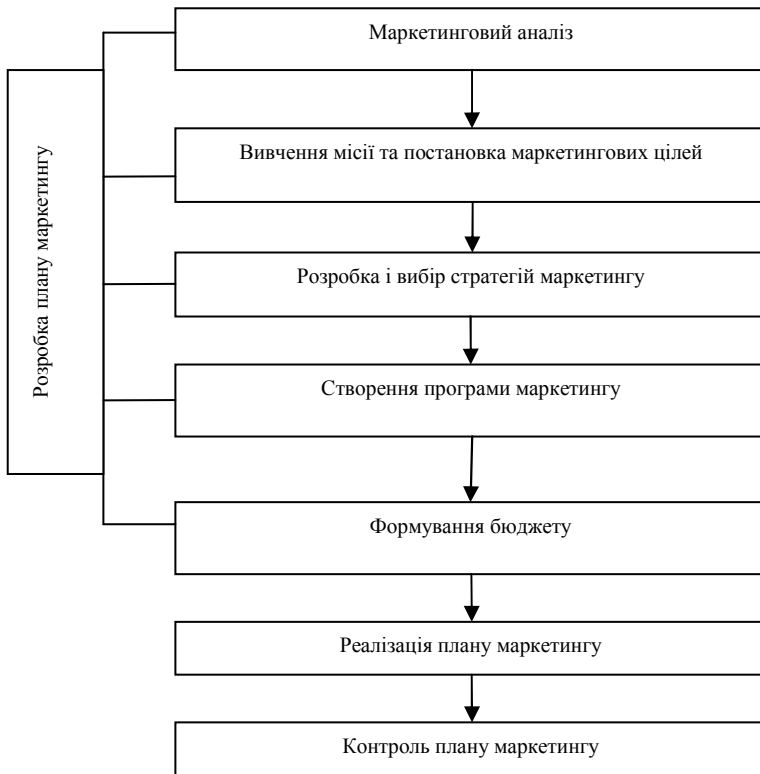 Маркетинговий аналіз
Розробка плану маркетингу
Вивчення місії та постановка маркетингових цілей
Розробка і вибір стратегій маркетингу
Створення програми маркетингу
Формування бюджету
Реалізація плану маркетингу
Контроль плану маркетингу